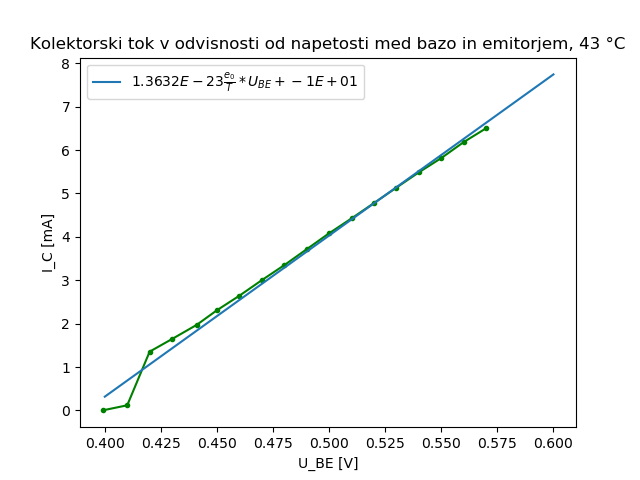 Kolektorski tok v odvisnosti od napetosti med bazo in emitorjem, 43 °C
1.3632E − 23 e₀/T * U_BE + −1E + 01
8
7
6
5
4
3
2
1
0
I_C [mA]
0.400 0.425 0.450 0.475 0.500 0.525 0.550 0.575 0.600
U_BE [V]